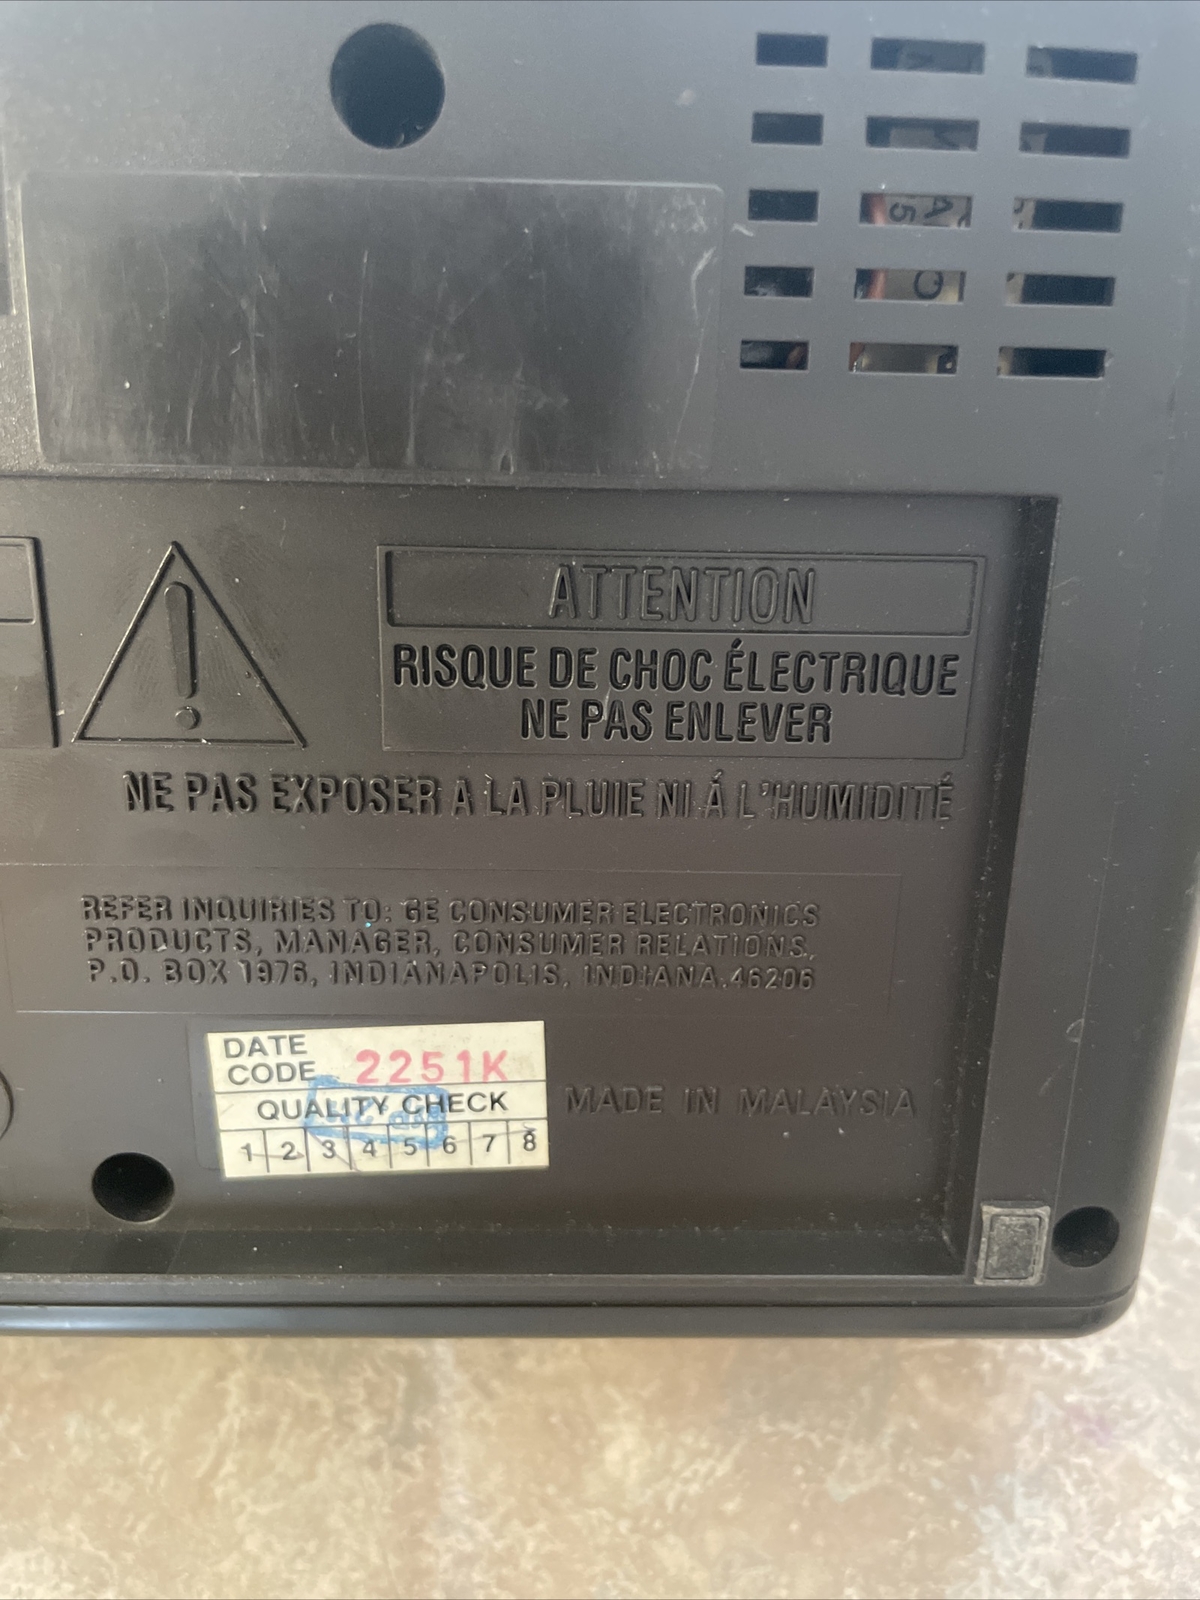 ATTENTION
RISQUE DE CHOC ÉLECTRIQUE
NE PAS ENLEVER
NE PAS EXPOSER A LA PLUIE NI Á L'HUMIDITÉ
REFER INQUIRIES TO: GE CONSUMER ELECTRONICS
PRODUCTS, MANAGER, CONSUMER RELATIONS,
P.O. BOX 1976, INDIANAPOLIS, INDIANA.46206
DATE
CODE 2251K
QUALITY CHECK
1 2 3 4 5 6 7 8
MADE IN MALAYSIA